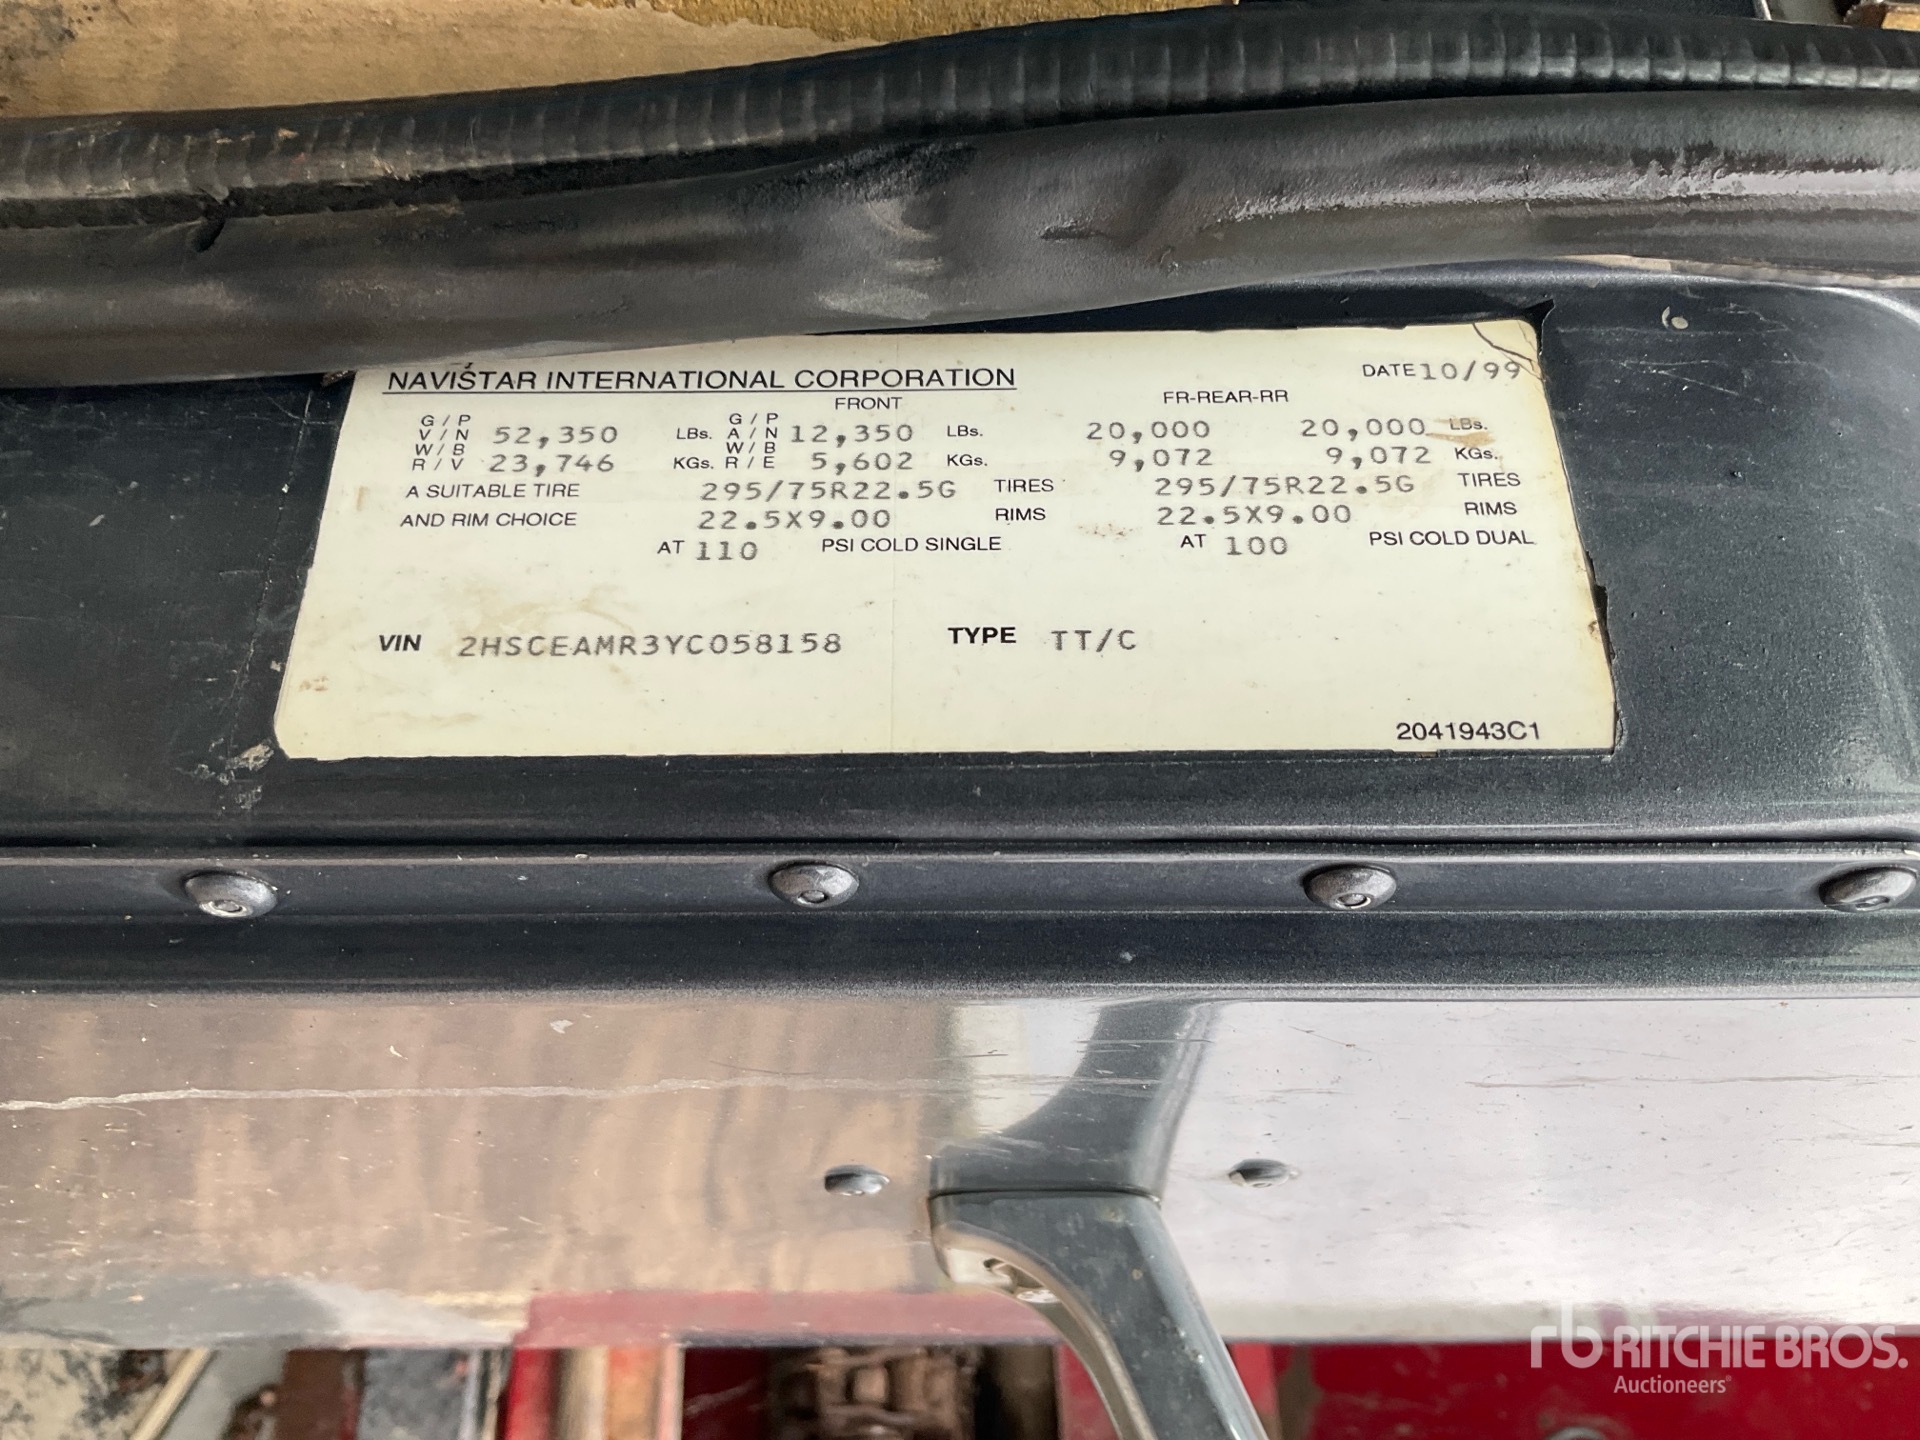 NAVISTAR INTERNATIONAL CORPORATION DATE 10/99
FRONT FR-REAR-RR
G/P G/P
V/N 52,350 LBs. A/N 12,350 LBs. 20,000 20,000 LBs.
W/B W/B
R/V 23,746 KGs. R/E 5,602 KGs. 9,072 9,072 KGs.
A SUITABLE TIRE 295/75R22.5G TIRES 295/75R22.5G TIRES
AND RIM CHOICE 22.5X9.00 RIMS 22.5X9.00 RIMS
AT 110 PSI COLD SINGLE AT 100 PSI COLD DUAL
VIN 2HSCEAMR3YC058158 TYPE TT/C
2041943C1
rb RITCHIE BROS.
Auctioneers